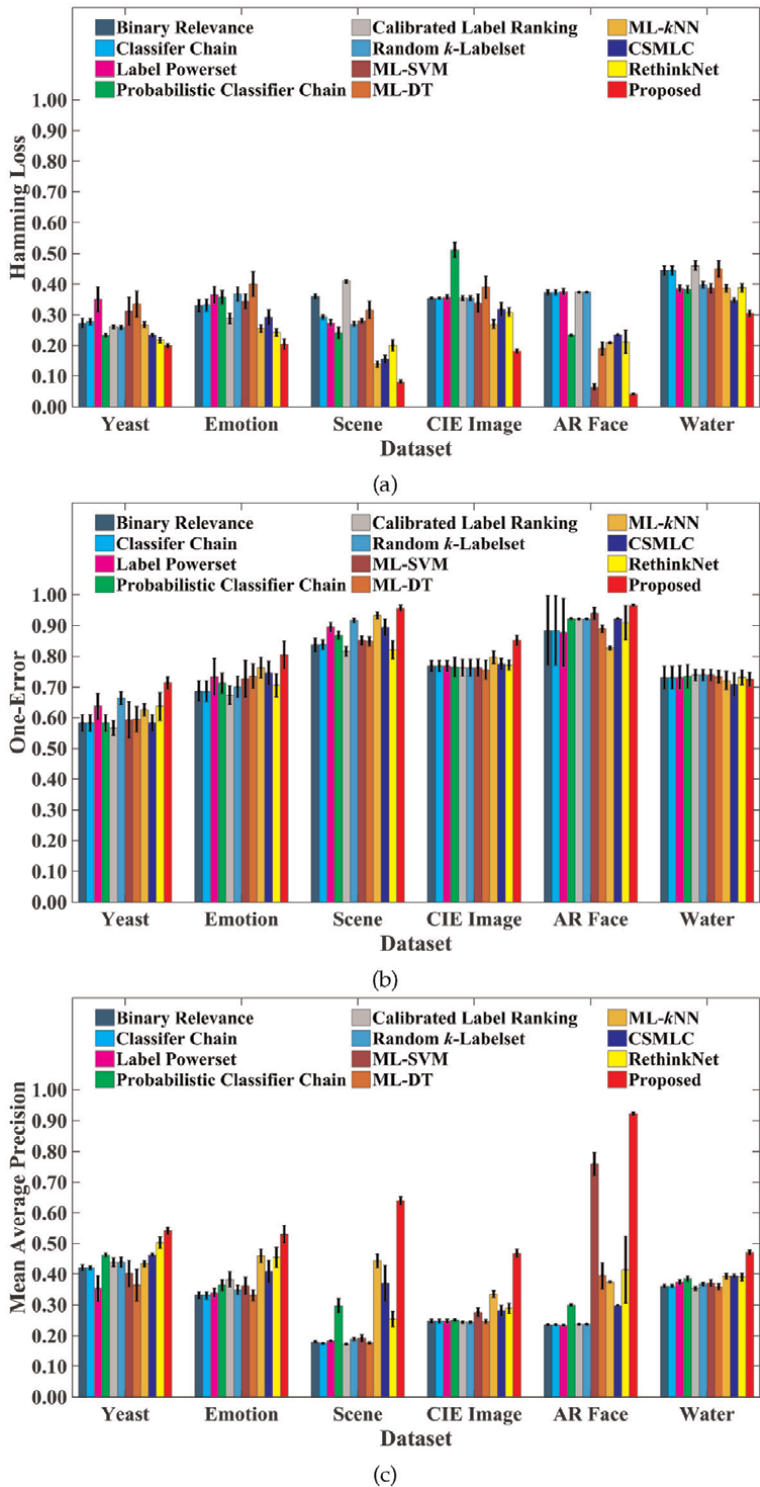 Binary Relevance Calibrated Label Ranking ML-kNN
Classifer Chain Random k-Labelset CSMLC
Label Powerset ML-SVM RethinkNet
Probabilistic Classifier Chain ML-DT Proposed
Hamming Loss
1.00
0.90
0.80
0.70
0.60
0.50
0.40
0.30
0.20
0.10
0.00
Yeast Emotion Scene CIE Image AR Face Water
Dataset
(a)
Binary Relevance Calibrated Label Ranking ML-kNN
Classifer Chain Random k-Labelset CSMLC
Label Powerset ML-SVM RethinkNet
Probabilistic Classifier Chain ML-DT Proposed
One-Error
1.00
0.90
0.80
0.70
0.60
0.50
0.40
0.30
0.20
0.10
0.00
Yeast Emotion Scene CIE Image AR Face Water
Dataset
(b)
Binary Relevance Calibrated Label Ranking ML-kNN
Classifer Chain Random k-Labelset CSMLC
Label Powerset ML-SVM RethinkNet
Probabilistic Classifier Chain ML-DT Proposed
Mean Average Precision
1.00
0.90
0.80
0.70
0.60
0.50
0.40
0.30
0.20
0.10
0.00
Yeast Emotion Scene CIE Image AR Face Water
Dataset
(c)